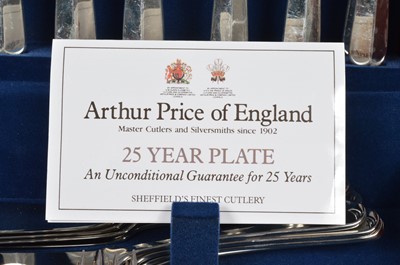 Arthur Price of England
Master Cutlers and Silversmiths since 1902
25 YEAR PLATE
An Unconditional Guarantee for 25 Years
SHEFFIELD'S FINEST CUTLERY